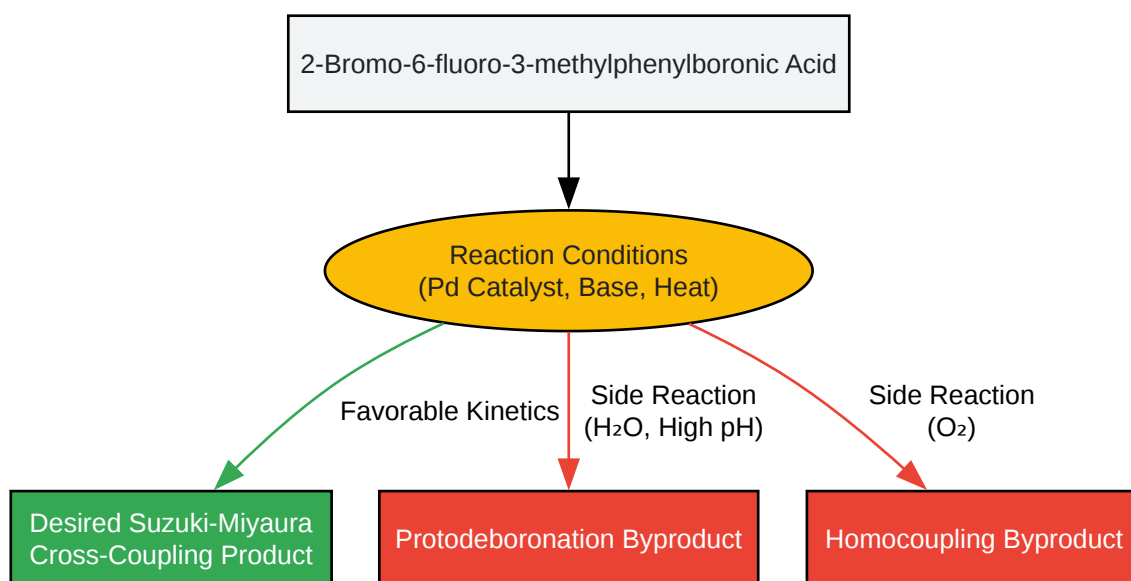 2-Bromo-6-fluoro-3-methylphenylboronic Acid
Reaction Conditions
(Pd Catalyst, Base, Heat)
Favorable Kinetics
Side Reaction
(H₂O, High pH)
Side Reaction
(O₂)
Desired Suzuki-Miyaura
Cross-Coupling Product
Protodeboronation Byproduct
Homocoupling Byproduct